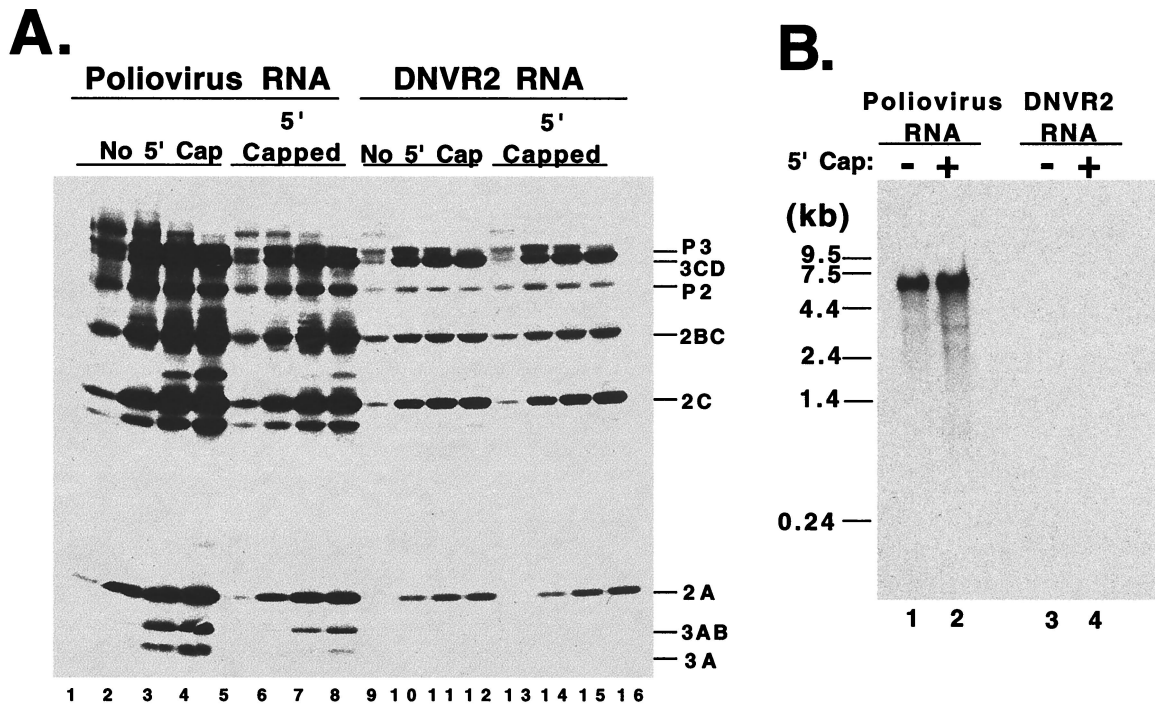 A.
Poliovirus RNA DNVR2 RNA
5' 5'
No 5' Cap Capped No 5' Cap Capped
P3
3CD
P2
2BC
2C
2A
3AB
3A
1 2 3 4 5 6 7 8 9 10 11 12 13 14 15 16
B.
Poliovirus DNVR2
RNA RNA
5' Cap: - + - +
(kb)
9.5
7.5
4.4
2.4
1.4
0.24
1 2 3 4